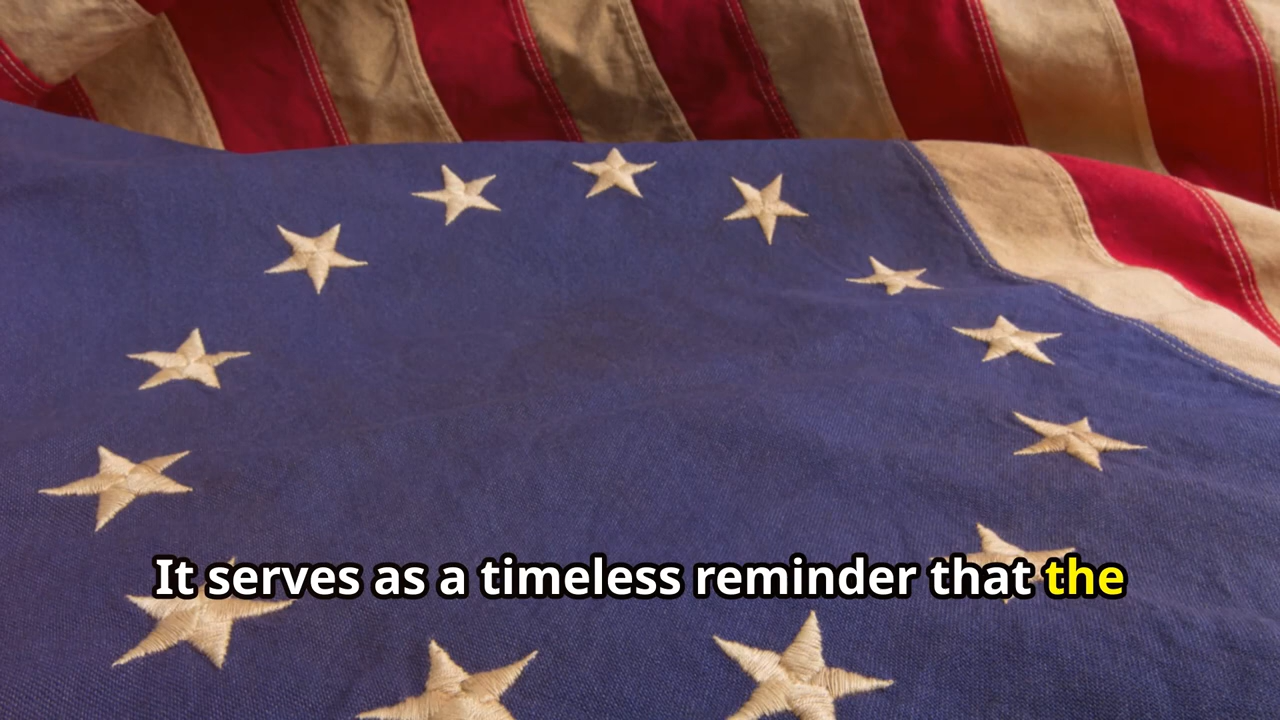 It serves as a timeless reminder that the